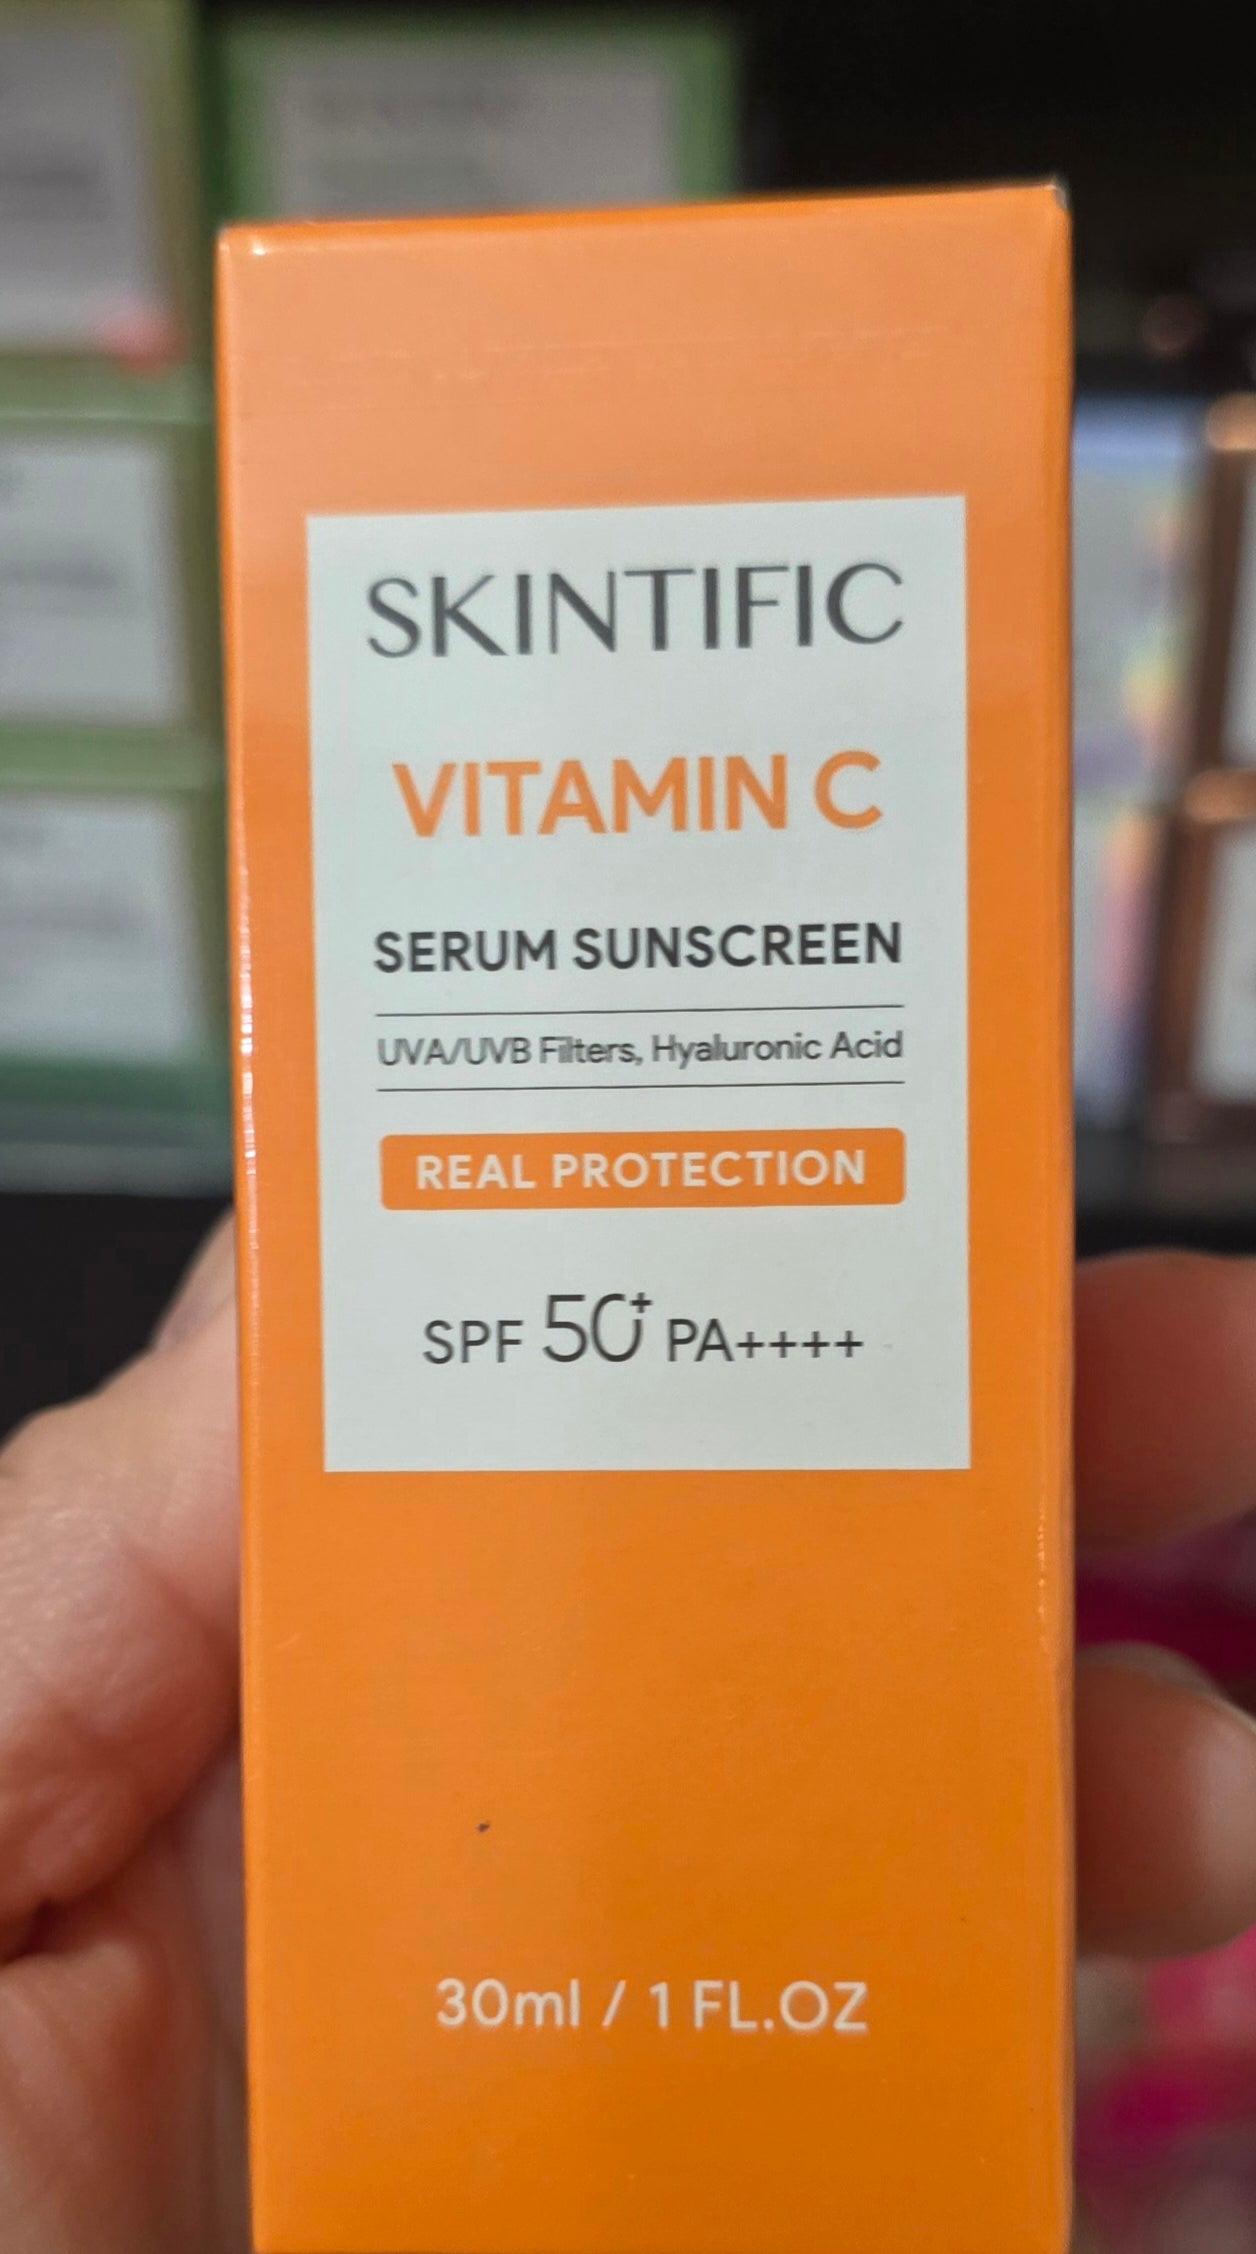 SKINTIFIC
VITAMIN C
SERUM SUNSCREEN
UVA/UVB Filters, Hyaluronic Acid
REAL PROTECTION
SPF 50+ PA++++
30ml / 1 FL.OZ